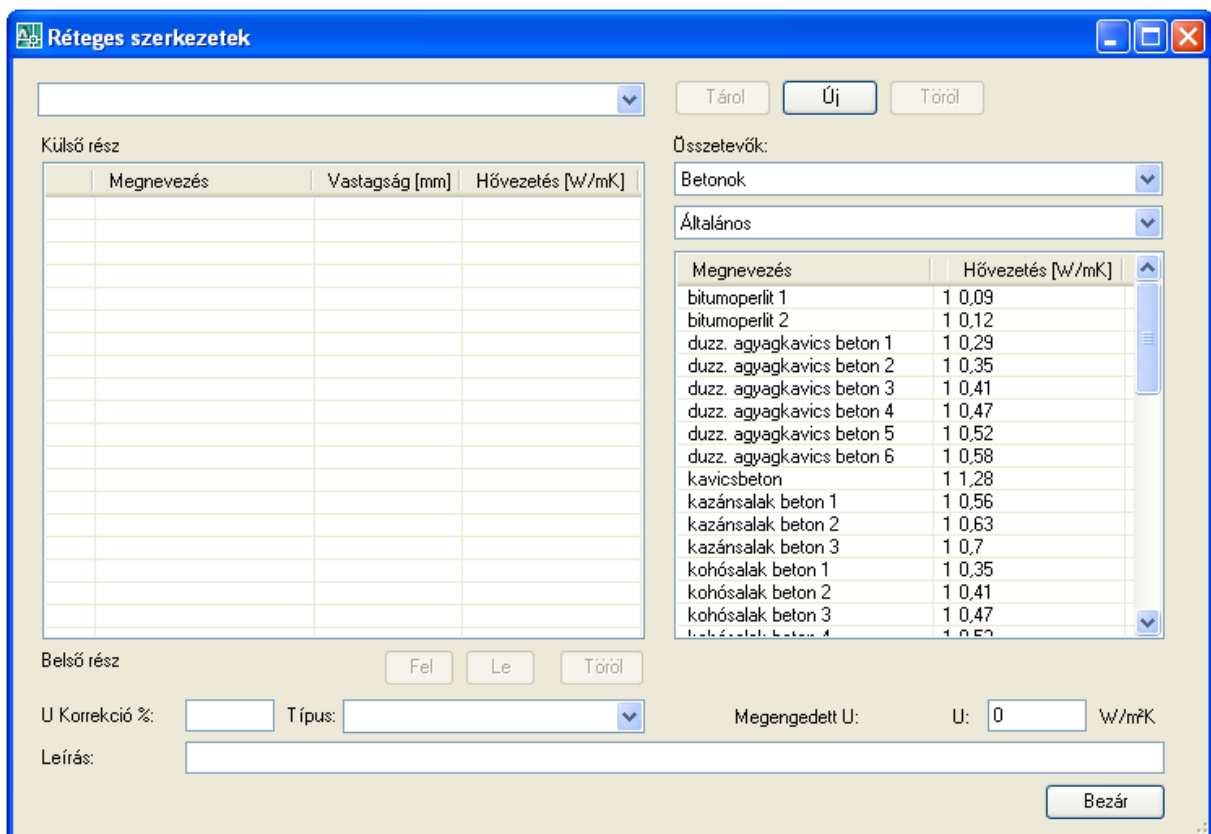 Réteges szerkezetek
Tárol Új Töröl
Külső rész
Összetevők:
Megnevezés Vastagság [mm] Hővezetés [W/mK]
Betonok
Általános
Megnevezés Hővezetés [W/mK]
bitumoperlit 1 1 0,09
bitumoperlit 2 1 0,12
duzz. agyagkavics beton 1 1 0,29
duzz. agyagkavics beton 2 1 0,35
duzz. agyagkavics beton 3 1 0,41
duzz. agyagkavics beton 4 1 0,47
duzz. agyagkavics beton 5 1 0,52
duzz. agyagkavics beton 6 1 0,58
kavicsbeton 1 1,28
kazánsalak beton 1 1 0,56
kazánsalak beton 2 1 0,63
kazánsalak beton 3 1 0,7
kohósalak beton 1 1 0,35
kohósalak beton 2 1 0,41
kohósalak beton 3 1 0,47
kohósalak beton 4 1 0,52
Belső rész Fel Le Töröl
U Korrekció %: Típus: Megengedett U: U: 0 W/m²K
Leírás:
Bezár